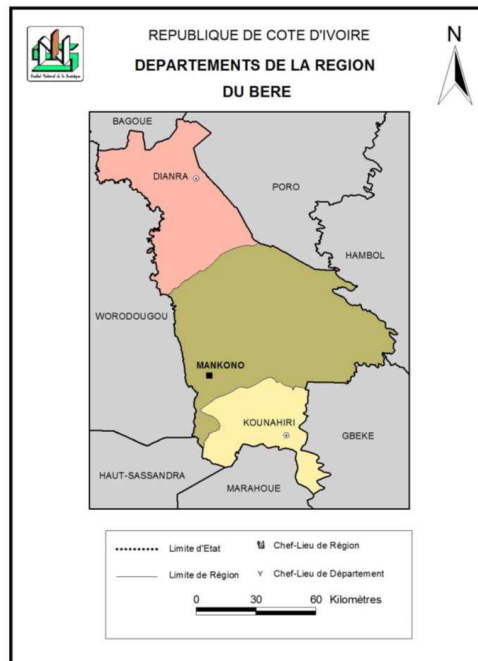 REPUBLIQUE DE COTE D'IVOIRE
N
DEPARTEMENTS DE LA REGION
DU BERE
BAGOUE
DIANRA
PORO
HAMBOL
WORODOUGOU
MANKONO
KOUNAHIRI
GBEKE
HAUT-SASSANDRA
MARAHOUE
Limite d'Etat
Chef-Lieu de Région
Limite de Région
Y Chef-Lieu de Département
0 30 60 Kilomètres